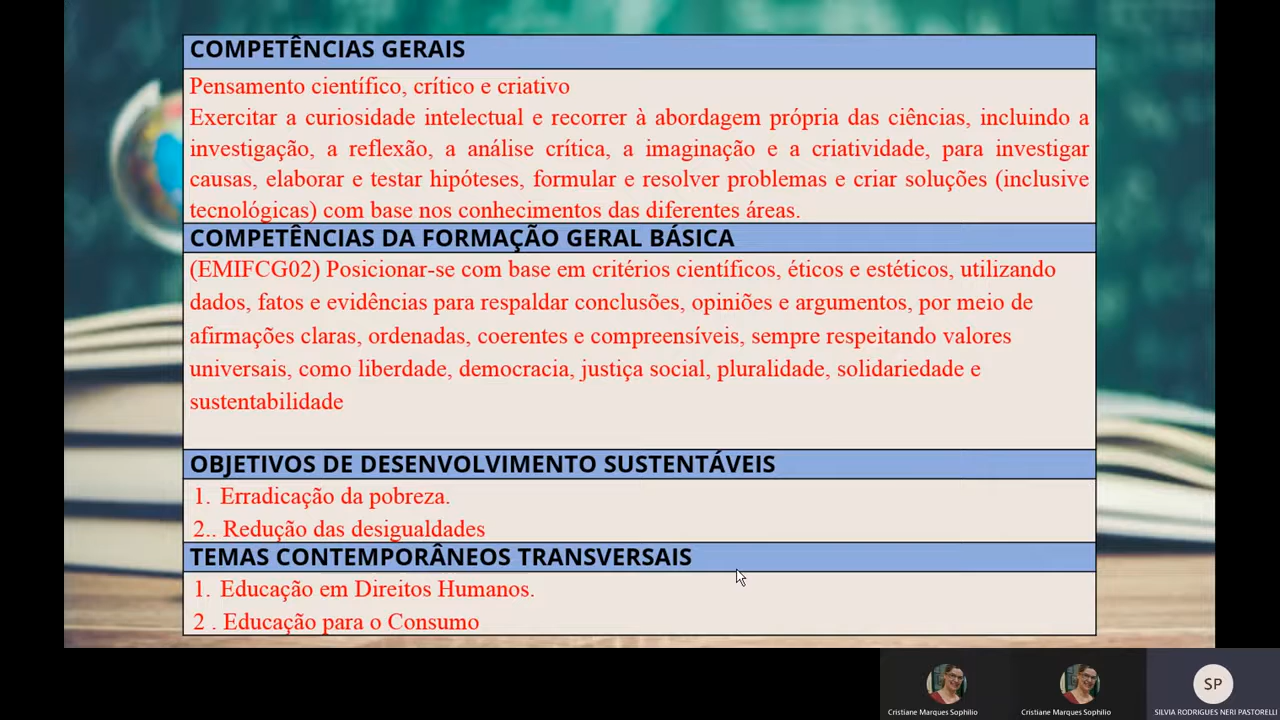 COMPETÊNCIAS GERAIS
Pensamento científico, crítico e criativo
Exercitar a curiosidade intelectual e recorrer à abordagem própria das ciências, incluindo a
investigação, a reflexão, a análise crítica, a imaginação e a criatividade, para investigar
causas, elaborar e testar hipóteses, formular e resolver problemas e criar soluções (inclusive
tecnológicas) com base nos conhecimentos das diferentes áreas.
COMPETÊNCIAS DA FORMAÇÃO GERAL BÁSICA
(EMIFCG02) Posicionar-se com base em critérios científicos, éticos e estéticos, utilizando
dados, fatos e evidências para respaldar conclusões, opiniões e argumentos, por meio de
afirmações claras, ordenadas, coerentes e compreensíveis, sempre respeitando valores
universais, como liberdade, democracia, justiça social, pluralidade, solidariedade e
sustentabilidade
OBJETIVOS DE DESENVOLVIMENTO SUSTENTÁVEIS
1. Erradicação da pobreza.
2.. Redução das desigualdades
TEMAS CONTEMPORÂNEOS TRANSVERSAIS
1. Educação em Direitos Humanos.
2 . Educação para o Consumo
SP
Cristiane Marques Sophilio
Cristiane Marques Sophilio
SILVIA RODRIGUES NERI PASTORELLI